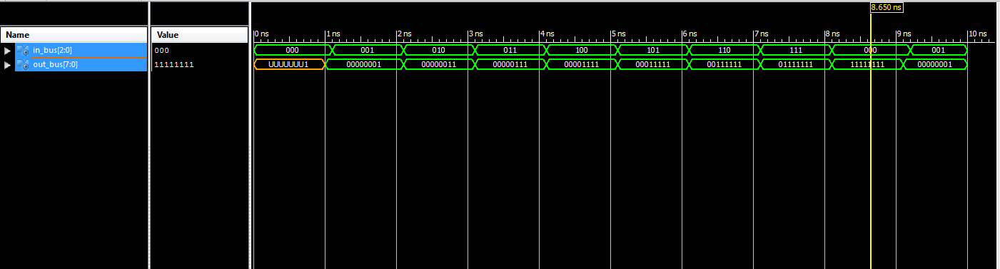 8.650 ns
Name Value 0 ns 1 ns 2 ns 3 ns 4 ns 5 ns 6 ns 7 ns 8 ns 9 ns 10 ns
in_bus[2:0] 000 000 001 010 011 100 101 110 111 000 001
out_bus[7:0] 11111111 UUUUUUU1 00000001 00000011 00000111 00001111 00011111 00111111 01111111 11111111 00000001